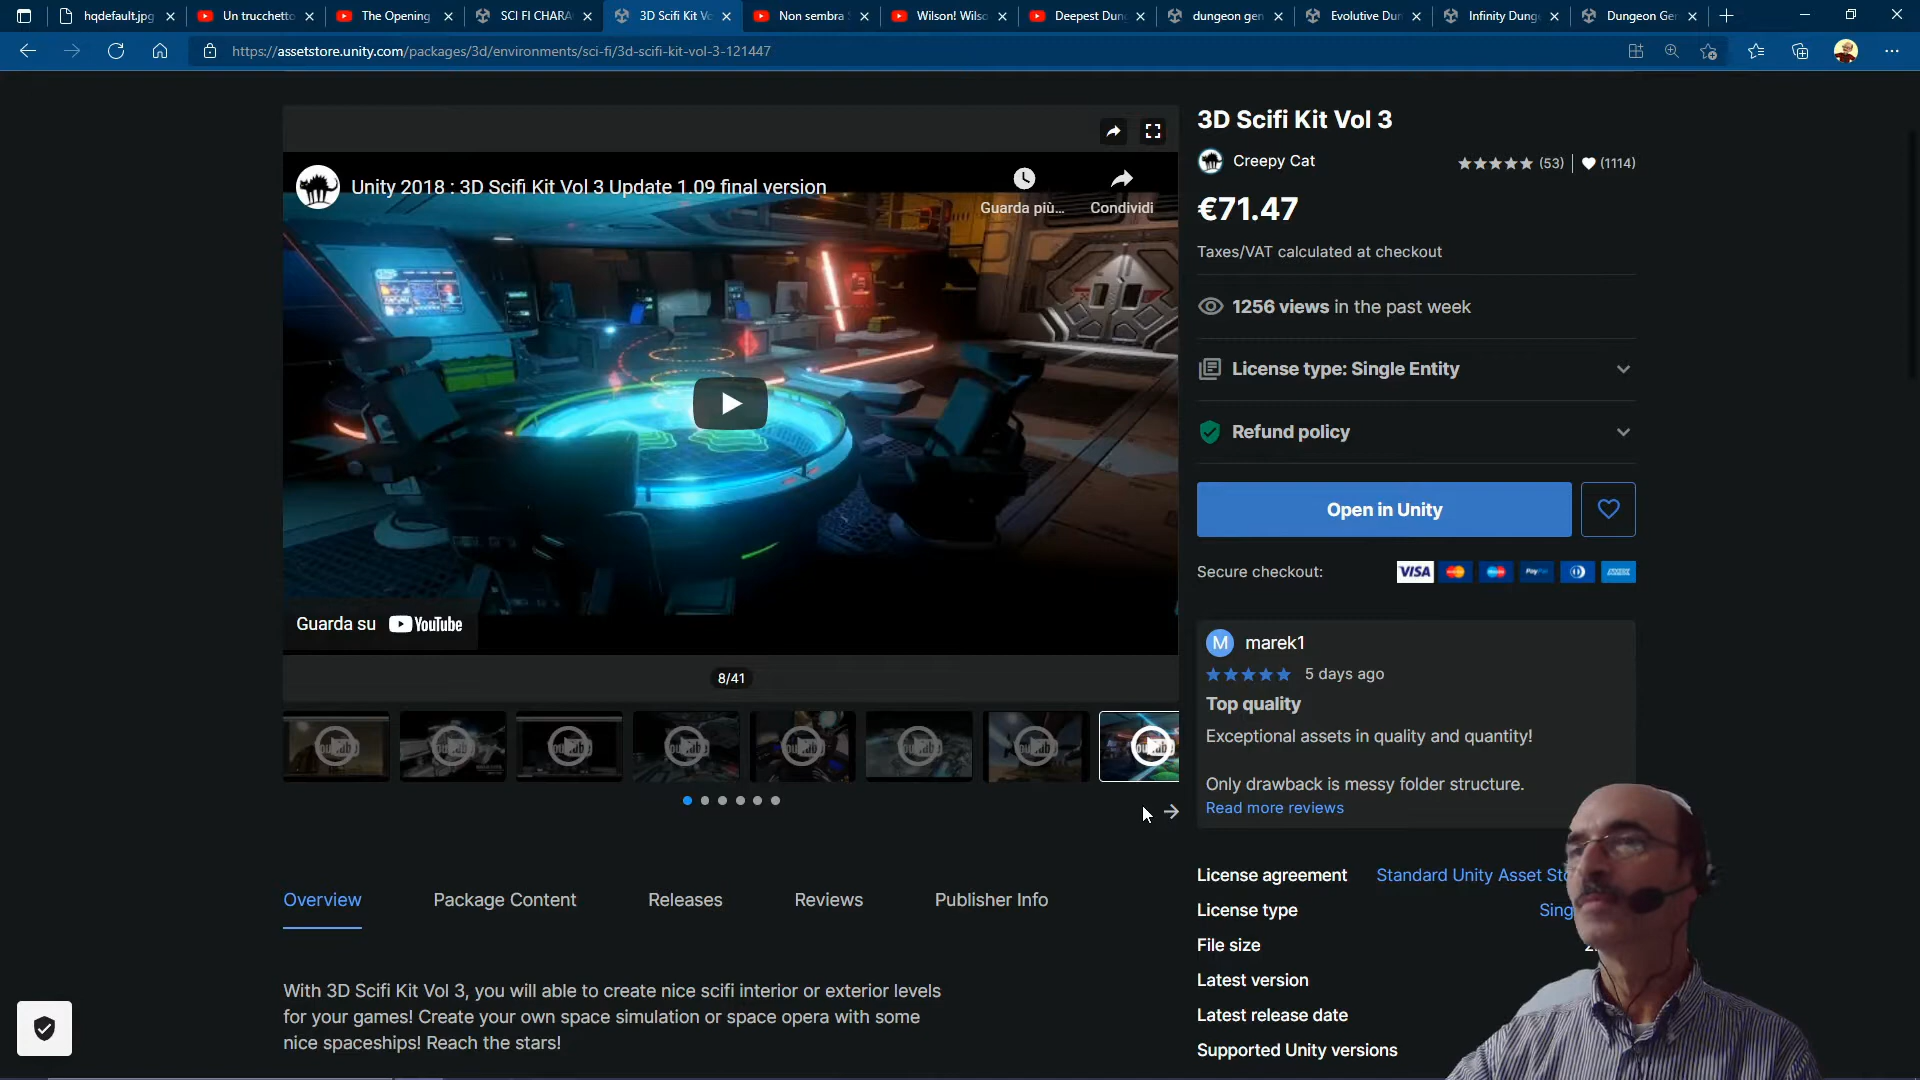 hqdefault.jpg
Un trucchetto
The Opening
SCI FI CHARA
3D Scifi Kit Vo
Non sembra
Wilson! Wilso
Deepest Dun
dungeon gen
Evolutive Dun
Infinity Dung
Dungeon Ge
https://assetstore.unity.com/packages/3d/environments/sci-fi/3d-scifi-kit-vol-3-121447
Unity 2018 : 3D Scifi Kit Vol 3 Update 1.09 final version
Guarda più...
Condividi
Guarda su YouTube
8/41
Overview
Package Content
Releases
Reviews
Publisher Info
With 3D Scifi Kit Vol 3, you will able to create nice scifi interior or exterior levels
for your games! Create your own space simulation or space opera with some
nice spaceships! Reach the stars!
3D Scifi Kit Vol 3
Creepy Cat
(53)
(1114)
€71.47
Taxes/VAT calculated at checkout
1256 views in the past week
License type: Single Entity
Refund policy
Open in Unity
Secure checkout:
VISA
PayPal
M
marek1
5 days ago
Top quality
Exceptional assets in quality and quantity!
Only drawback is messy folder structure.
Read more reviews
License agreement
Standard Unity Asset Sto
License type
Sing
File size
Latest version
Latest release date
Supported Unity versions